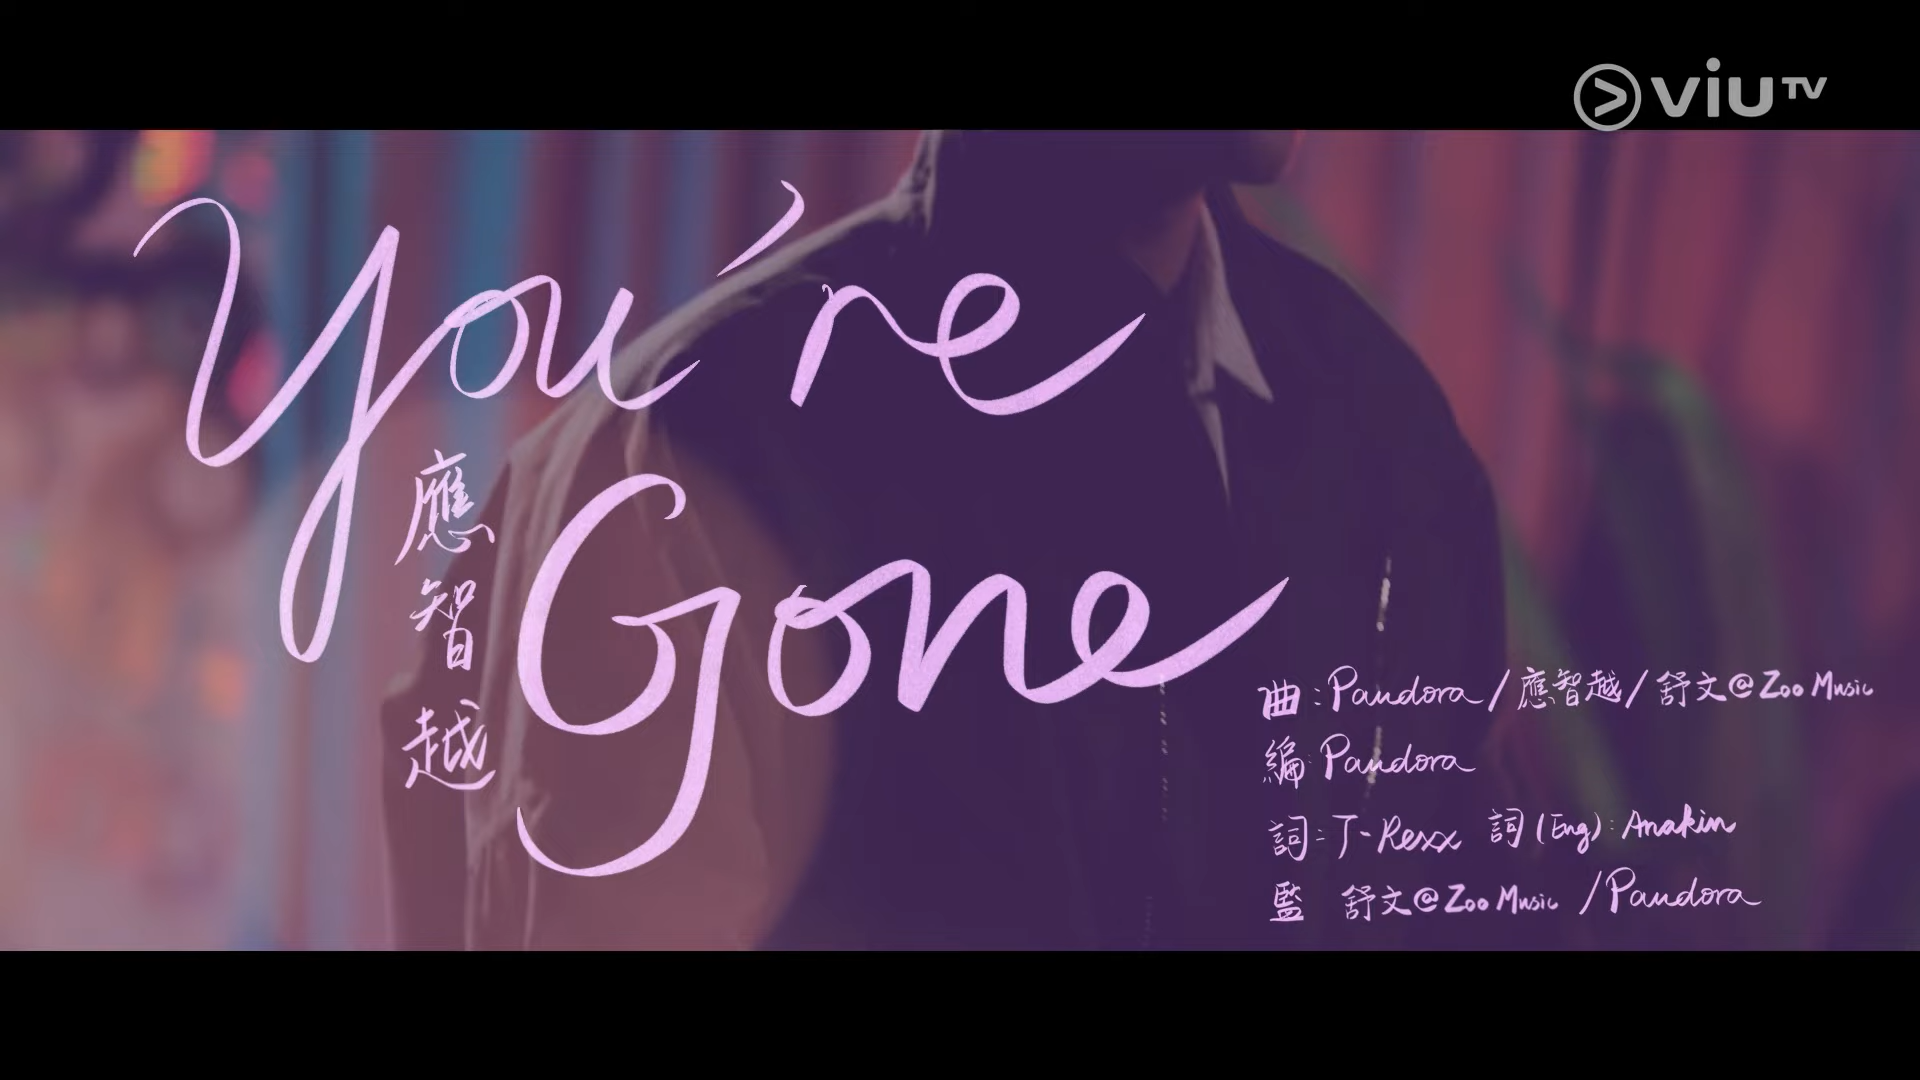 viuTV
You're
Gone
應智越
曲:Pandora/應智越/舒文@Zoo Music
編:Pandora
詞:T-Rexx 詞(Eng):Anakin
監 舒文@Zoo Music /Pandora